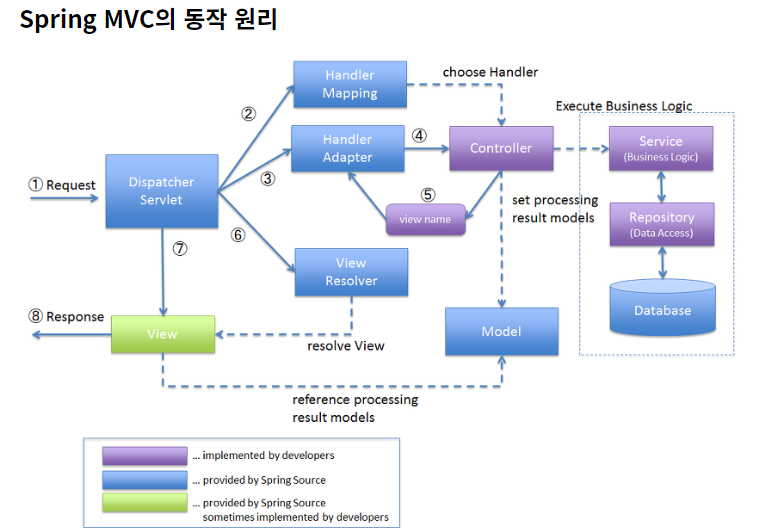 Spring MVC의 동작 원리
Handler
Mapping
choose Handler
②
Execute Business Logic
Handler
Adapter
④
Controller
Service
(Business Logic)
① Request
Dispatcher
Servlet
③
⑤
view name
set processing
result models
Repository
(Data Access)
⑥
⑦
View
Resolver
Database
⑧ Response
View
resolve View
Model
reference processing
result models
... implemented by developers
... provided by Spring Source
... provided by Spring Source
sometimes implemented by developers